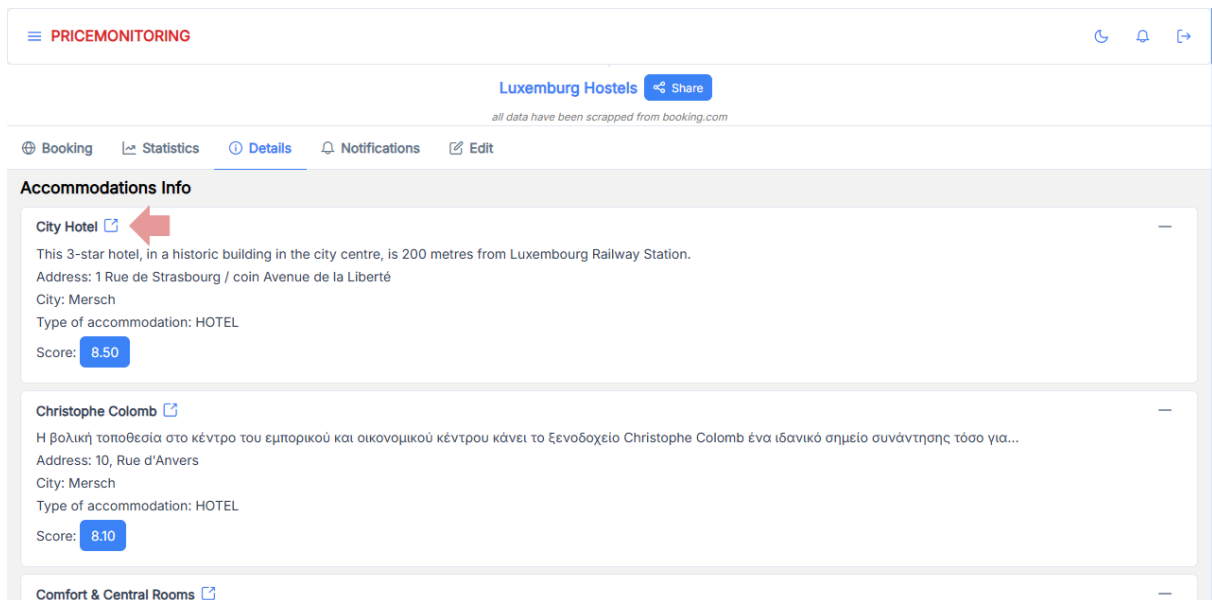 PRICEMONITORING
Luxemburg Hostels Share
all data have been scrapped from booking.com
Booking Statistics Details Notifications Edit
Accommodations Info
City Hotel
This 3-star hotel, in a historic building in the city centre, is 200 metres from Luxembourg Railway Station.
Address: 1 Rue de Strasbourg / coin Avenue de la Liberté
City: Mersch
Type of accommodation: HOTEL
Score: 8.50
Christophe Colomb
Η βολική τοποθεσία στο κέντρο του εμπορικού και οικονομικού κέντρου κάνει το ξενοδοχείο Christophe Colomb ένα ιδανικό σημείο συνάντησης τόσο για...
Address: 10, Rue d'Anvers
City: Mersch
Type of accommodation: HOTEL
Score: 8.10
Comfort & Central Rooms